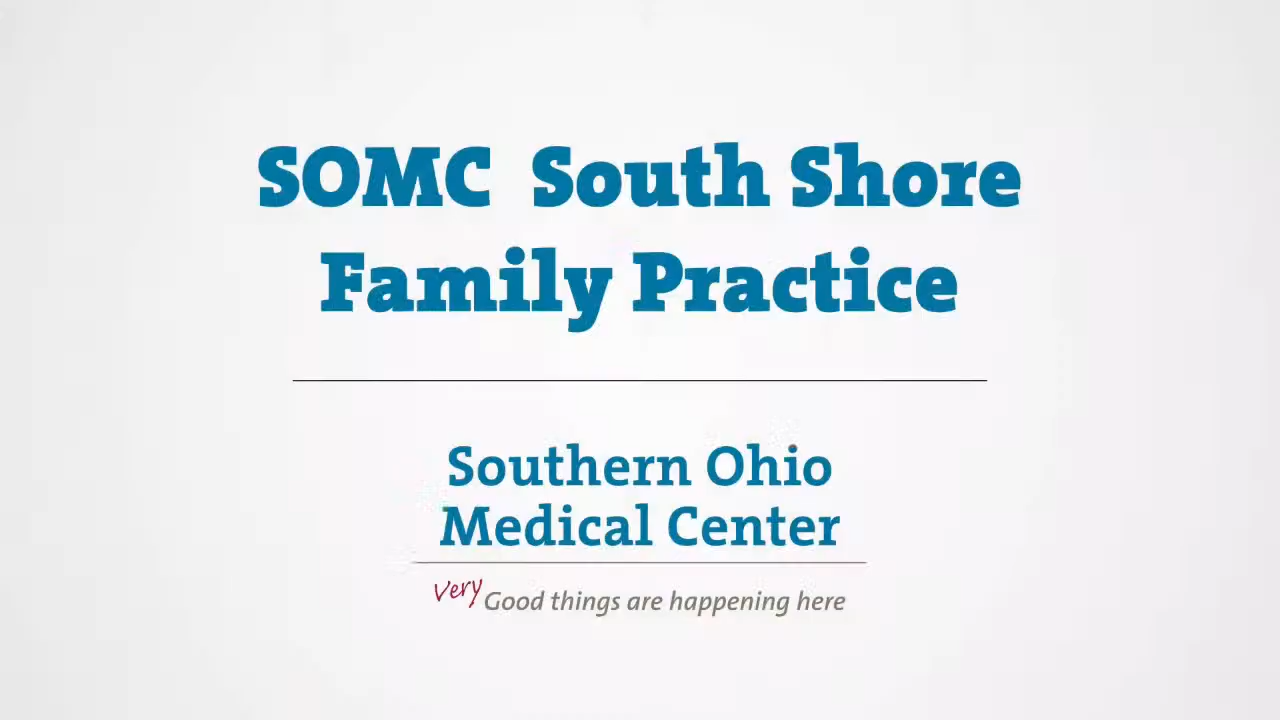 SOMC South Shore
Family Practice
Southern Ohio
Medical Center
Very Good things are happening here